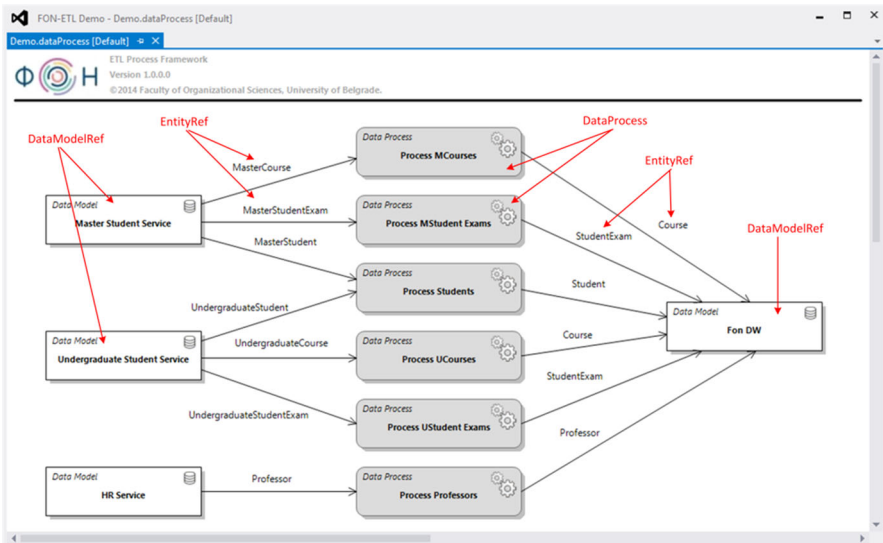 FON-ETL Demo - Demo.dataProcess [Default]
Demo.dataProcess [Default]
ФОН
ETL Process Framework
Version 1.0.0.0
©2014 Faculty of Organizational Sciences, University of Belgrade.
EntityRef
DataProcess
DataModelRef
EntityRef
DataModelRef
Data Process
Process MCourses
MasterCourse
Data Model
Master Student Service
MasterStudentExam
Data Process
Process MStudent Exams
StudentExam
Course
MasterStudent
Data Process
Process Students
Student
UndergraduateStudent
Data Model
Fon DW
Data Model
Undergraduate Student Service
UndergraduateCourse
Data Process
Process UCourses
Course
StudentExam
UndergraduateStudentExam
Data Process
Process UStudent Exams
Professor
Data Model
HR Service
Professor
Data Process
Process Professors